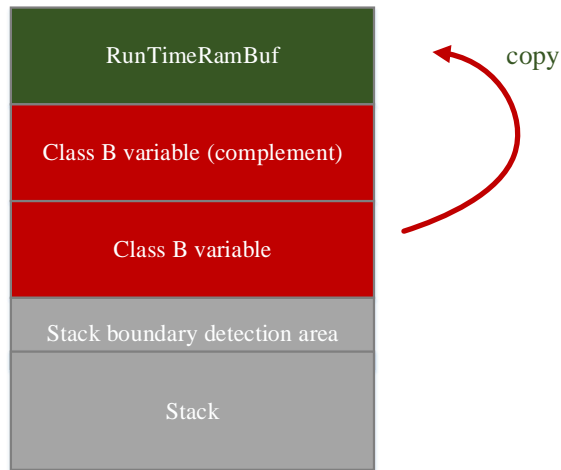 RunTimeRamBuf
copy
Class B variable (complement)
Class B variable
Stack boundary detection area
Stack